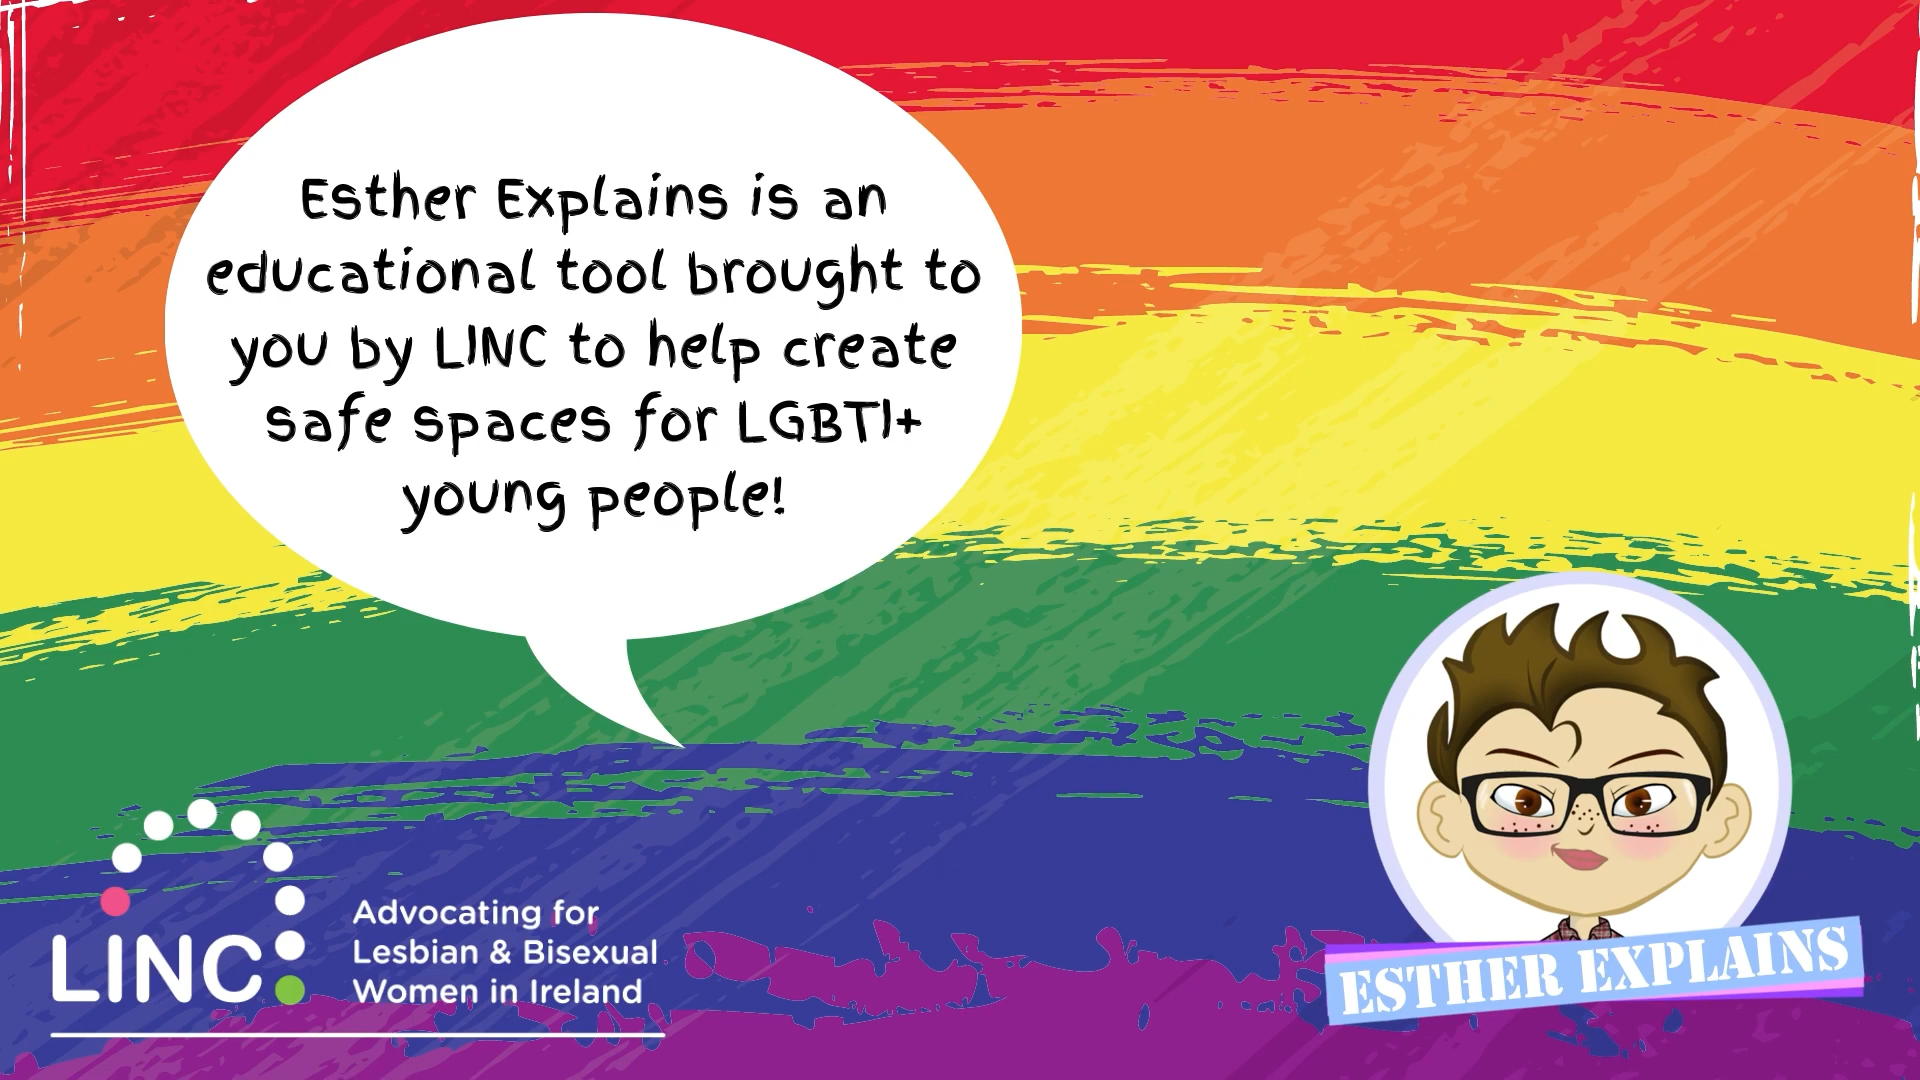 Esther Explains is an
educational tool brought to
you by LINC to help create
safe spaces for LGBTI+
young people!
LINC
Advocating for
Lesbian & Bisexual
Women in Ireland
ESTHER EXPLAINS